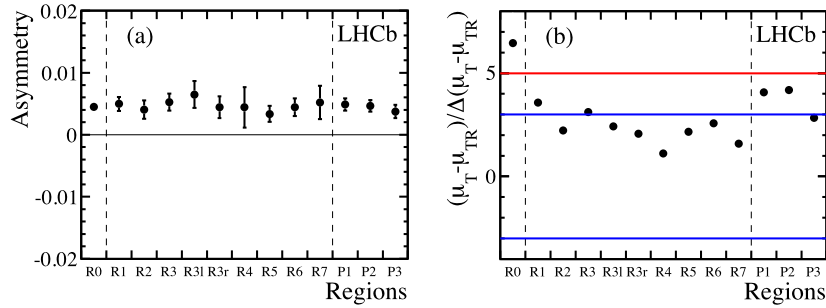 (a)
LHCb
0.02
0.01
0
-0.01
-0.02
Asymmetry
R0 R1 R2 R3 R3l R3r R4 R5 R6 R7 P1 P2 P3
Regions
(b)
LHCb
5
0
(μT-μTR)/Δ(μT-μTR)
R0 R1 R2 R3 R3l R3r R4 R5 R6 R7 P1 P2 P3
Regions